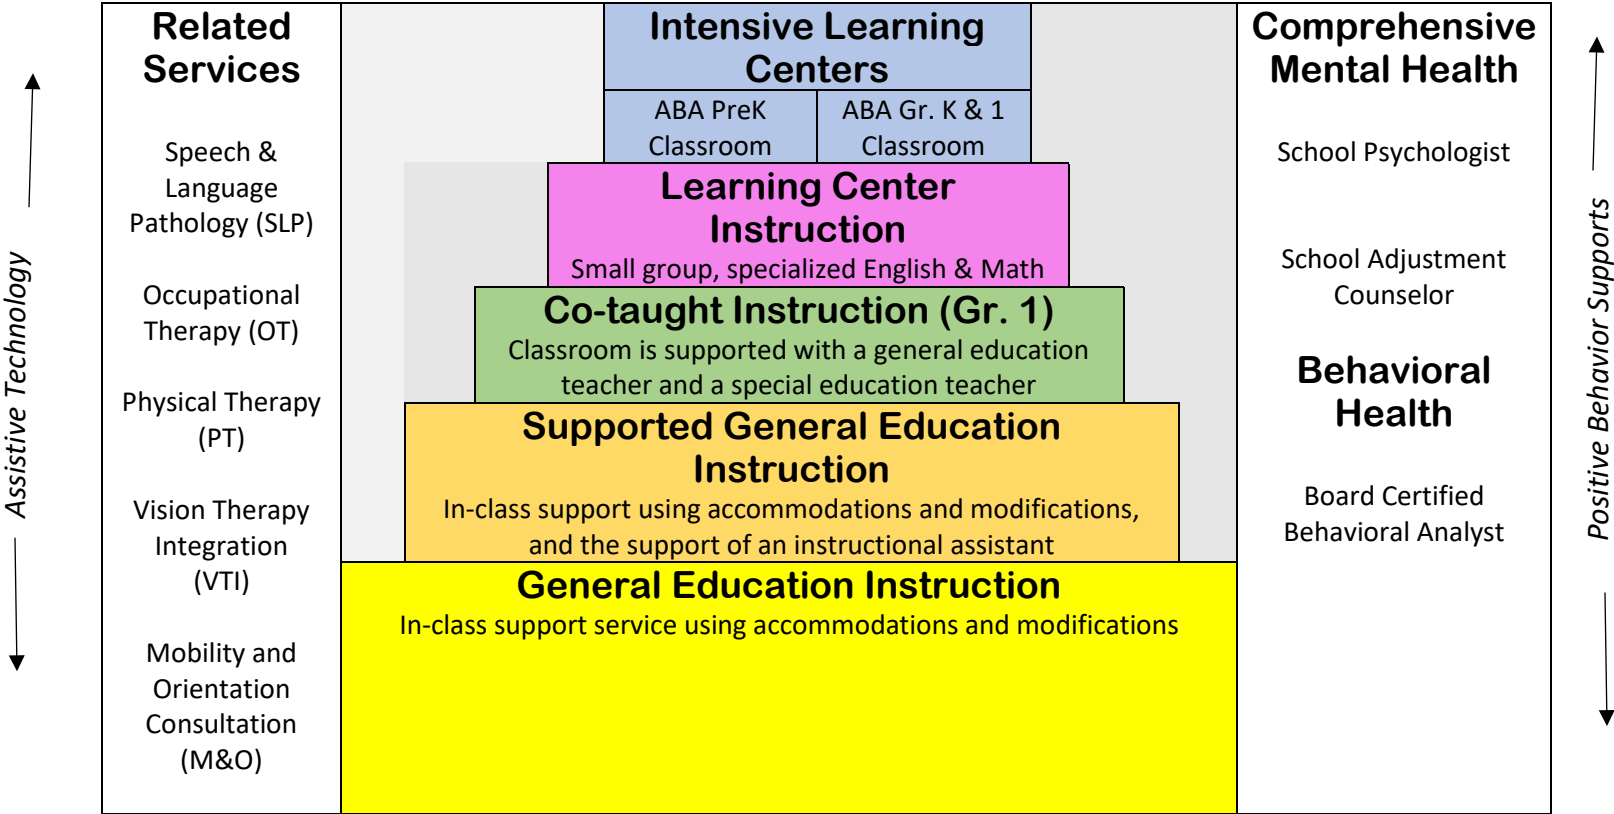 Assistive Technology
Related
Services
Speech &
Language
Pathology (SLP)
Occupational
Therapy (OT)
Physical Therapy
(PT)
Vision Therapy
Integration
(VTI)
Mobility and
Orientation
Consultation
(M&O)
Intensive Learning
Centers
ABA PreK
Classroom
ABA Gr. K & 1
Classroom
Learning Center
Instruction
Small group, specialized English & Math
Co-taught Instruction (Gr. 1)
Classroom is supported with a general education
teacher and a special education teacher
Supported General Education
Instruction
In-class support using accommodations and modifications,
and the support of an instructional assistant
General Education Instruction
In-class support service using accommodations and modifications
Comprehensive
Mental Health
School Psychologist
School Adjustment
Counselor
Behavioral
Health
Board Certified
Behavioral Analyst
Positive Behavior Supports